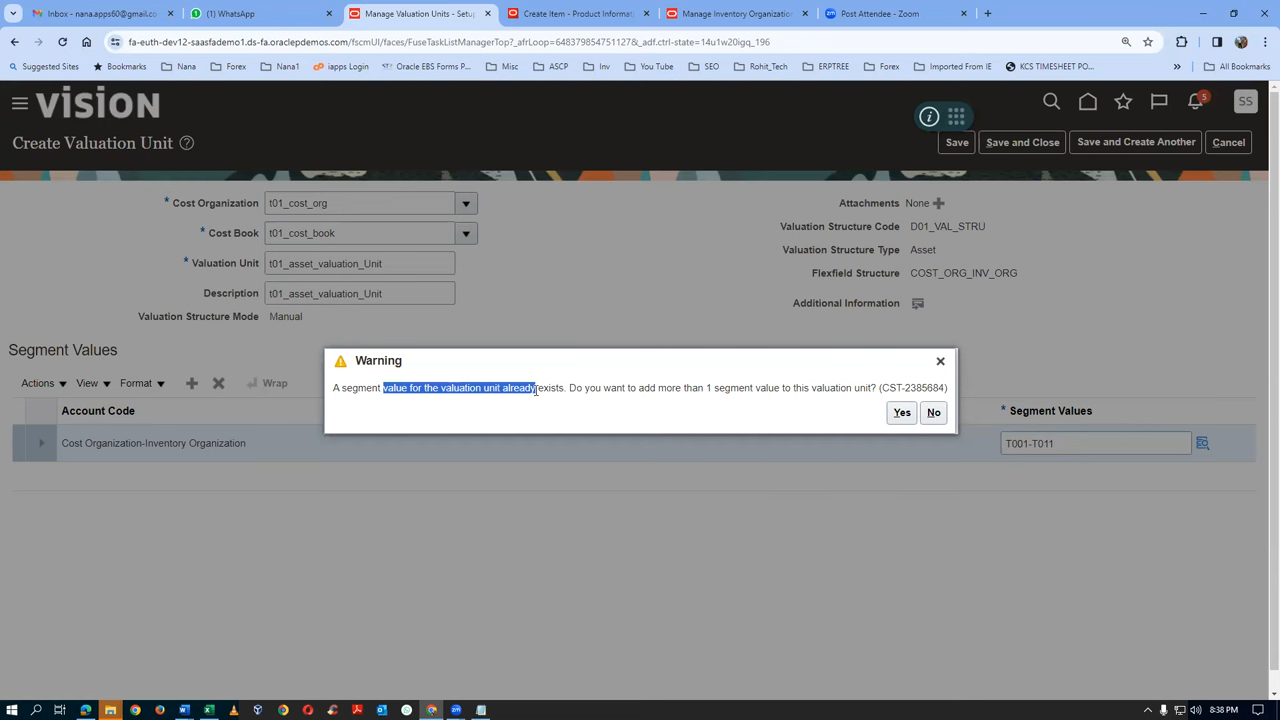 Inbox - nana.apps60@gmail.co
(1) WhatsApp
Manage Valuation Units - Setu
Create Item - Product Informat
Manage Inventory Organization
Post Attendee - Zoom
fa-euth-dev12-saasfademo1.ds-fa.oraclepdemos.com/fscmUI/faces/FuseTaskListManagerTop?_afrLoop=64837985475112​7&_adf.ctrl-state=14u1w20igq_196
Suggested Sites
Bookmarks
Nana
Forex
Nana1
iapps Login
Oracle EBS Forms P...
Misc
ASCP
Inv
You Tube
SEO
Rohit_Tech
ERPTREE
Forex
Imported From IE
KCS TIMESHEET PO...
»
All Bookmarks
VISION
5
SS
Create Valuation Unit
Save
Save and Close
Save and Create Another
Cancel
* Cost Organization t01_cost_org
* Cost Book t01_cost_book
* Valuation Unit t01_asset_valuation_Unit
Description t01_asset_valuation_Unit
Valuation Structure Mode Manual
Attachments None
Valuation Structure Code D01_VAL_STRU
Valuation Structure Type Asset
Flexfield Structure COST_ORG_INV_ORG
Additional Information
Segment Values
Actions View Format Wrap
Account Code
* Segment Values
Cost Organization-Inventory Organization
T001-T011
Warning
A segment value for the valuation unit already exists. Do you want to add more than 1 segment value to this valuation unit? (CST-2385684)
Yes No
8:38 PM